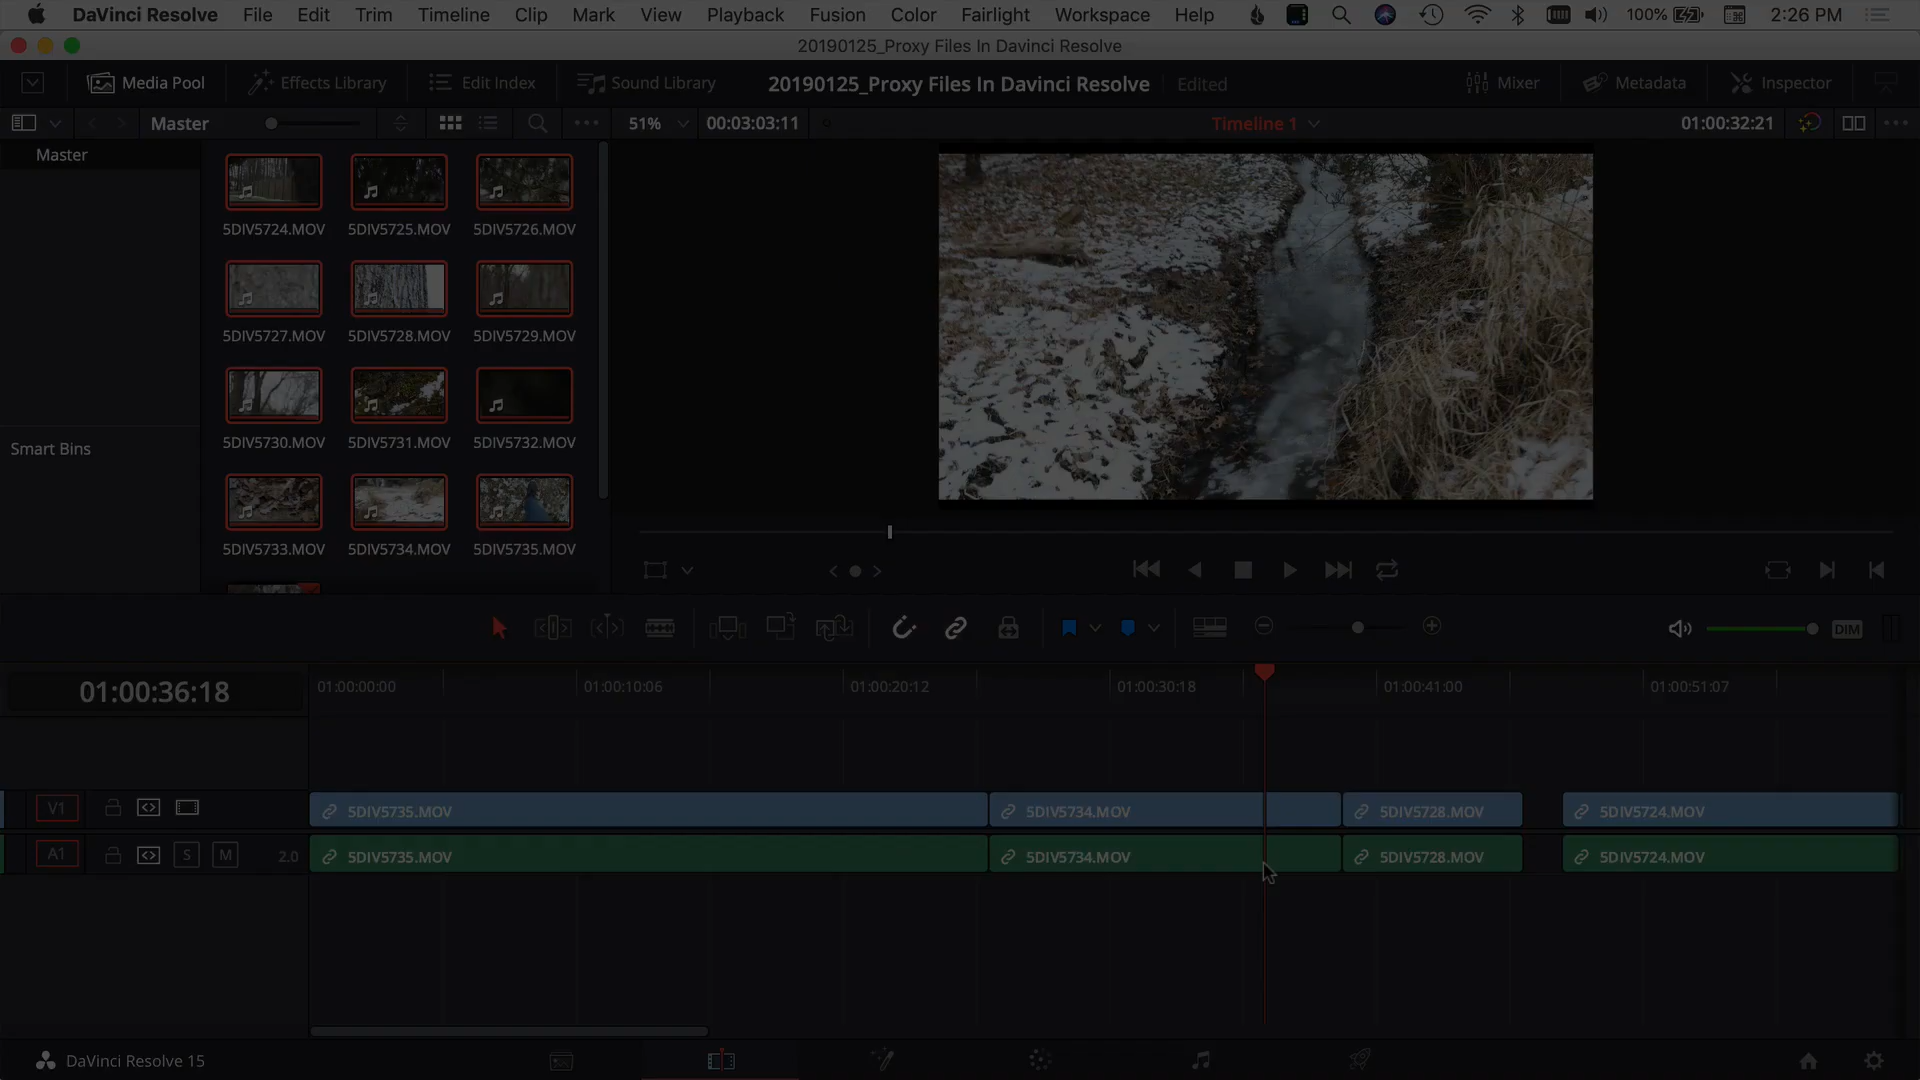 DaVinci Resolve File Edit Trim Timeline Clip Mark View Playback Fusion Color Fairlight Workspace Help 100% 2:26 PM
20190125_Proxy Files In Davinci Resolve
Media Pool Effects Library Edit Index Sound Library 20190125_Proxy Files In Davinci Resolve Edited Mixer Metadata Inspector
Master 51% 00:03:03:11 Timeline 1 01:00:32:21
Master
5DIV5724.MOV 5DIV5725.MOV 5DIV5726.MOV
5DIV5727.MOV 5DIV5728.MOV 5DIV5729.MOV
5DIV5730.MOV 5DIV5731.MOV 5DIV5732.MOV
Smart Bins
5DIV5733.MOV 5DIV5734.MOV 5DIV5735.MOV
DIM
01:00:36:18 01:00:00:00 01:00:10:06 01:00:20:12 01:00:30:18 01:00:41:00 01:00:51:07
V1 5DIV5735.MOV 5DIV5734.MOV 5DIV5728.MOV 5DIV5724.MOV
A1 S M 2.0 5DIV5735.MOV 5DIV5734.MOV 5DIV5728.MOV 5DIV5724.MOV
DaVinci Resolve 15